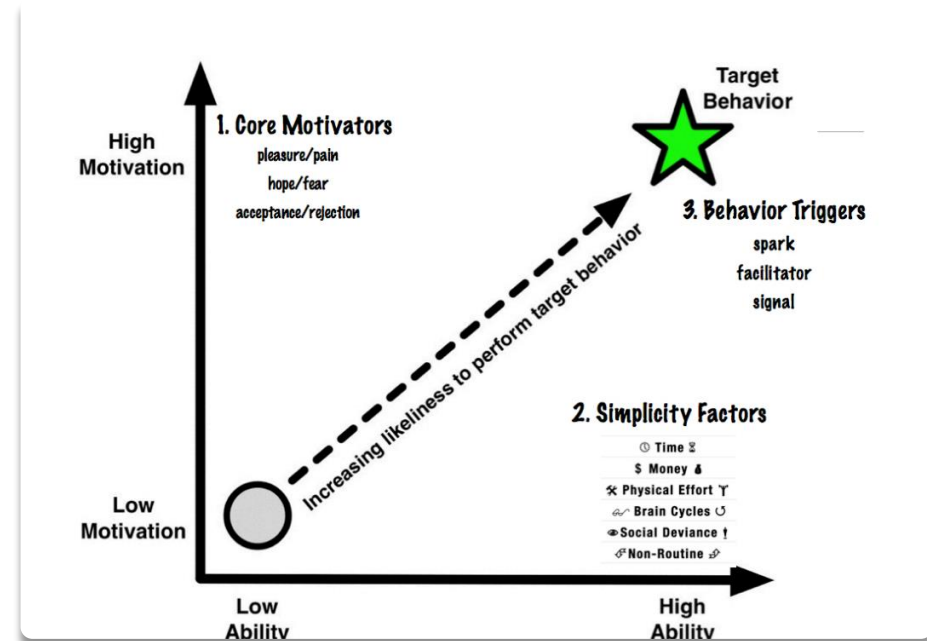 Target
Behavior
1. Core Motivators
pleasure/pain
hope/fear
acceptance/rejection
High
Motivation
3. Behavior Triggers
spark
facilitator
signal
Increasing likeliness to perform target behavior
2. Simplicity Factors
Time
$ Money
Physical Effort
Brain Cycles
Social Deviance
Non-Routine
Low
Motivation
Low
Ability
High
Ability